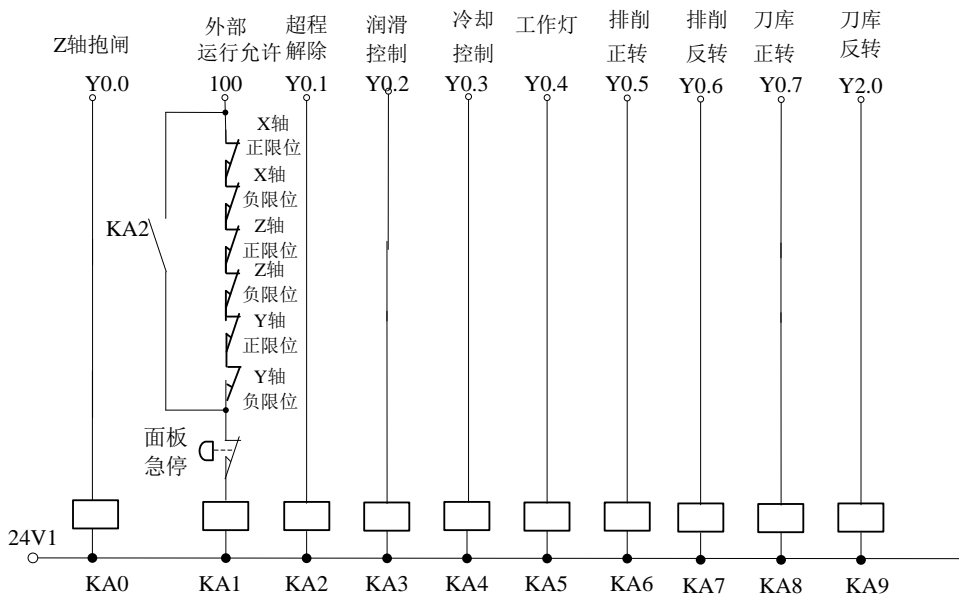 Z轴抱闸
外部
运行允许
超程
解除
润滑
控制
冷却
控制
工作灯
排削
正转
排削
反转
刀库
正转
刀库
反转
Y0.0
100
Y0.1
Y0.2
Y0.3
Y0.4
Y0.5
Y0.6
Y0.7
Y2.0
X轴
正限位
X轴
负限位
KA2
Z轴
正限位
Z轴
负限位
Y轴
正限位
Y轴
负限位
面板
急停
24V1
KA0
KA1
KA2
KA3
KA4
KA5
KA6
KA7
KA8
KA9